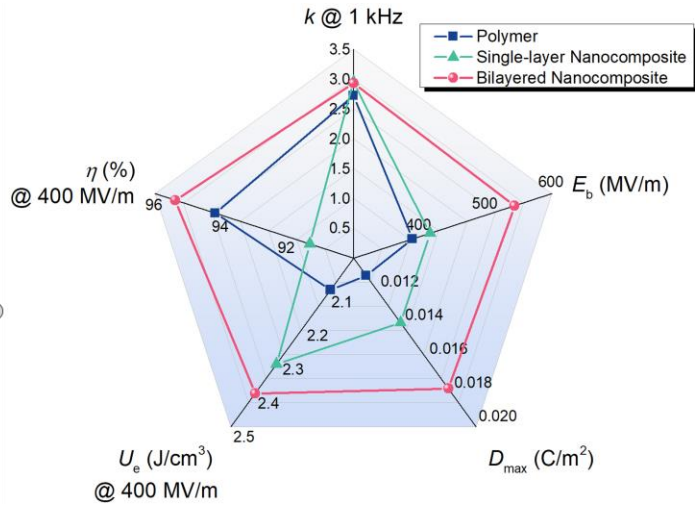 k @ 1 kHz
Polymer
Single-layer Nanocomposite
Bilayered Nanocomposite
3.5
3.0
2.5
2.0
1.5
1.0
0.5
η (%)
@ 400 MV/m
96
94
92
E_b (MV/m)
600
500
400
0.012
0.014
0.016
0.018
0.020
D_max (C/m²)
2.1
2.2
2.3
2.4
2.5
U_e (J/cm³)
@ 400 MV/m